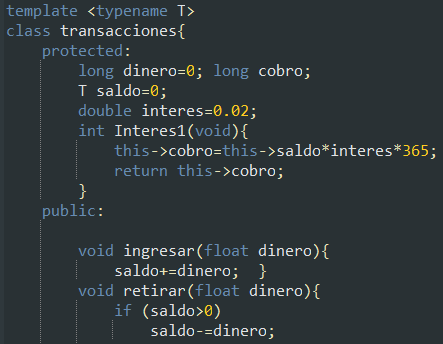 template <typename T>
class transacciones{
protected:
long dinero=0; long cobro;
T saldo=0;
double interes=0.02;
int Interes1(void){
this->cobro=this->saldo*interes*365;
return this->cobro;
}
public:
void ingresar(float dinero){
saldo+=dinero;  }
void retirar(float dinero){
if (saldo>0)
saldo-=dinero;